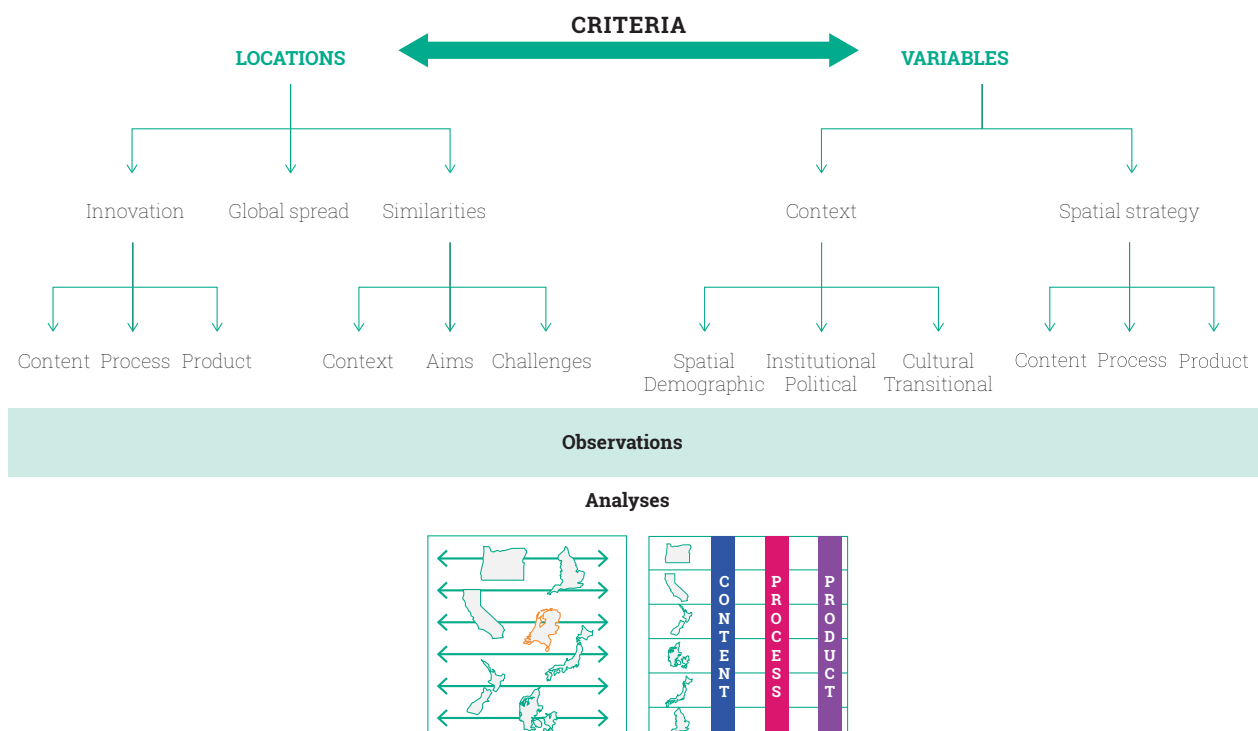 CRITERIA
LOCATIONS
VARIABLES
Innovation
Global spread
Similarities
Context
Spatial strategy
Content
Process
Product
Context
Aims
Challenges
Spatial
Demographic
Institutional
Political
Cultural
Transitional
Content
Process
Product
Observations
Analyses
CONTENT
PROCESS
PRODUCT